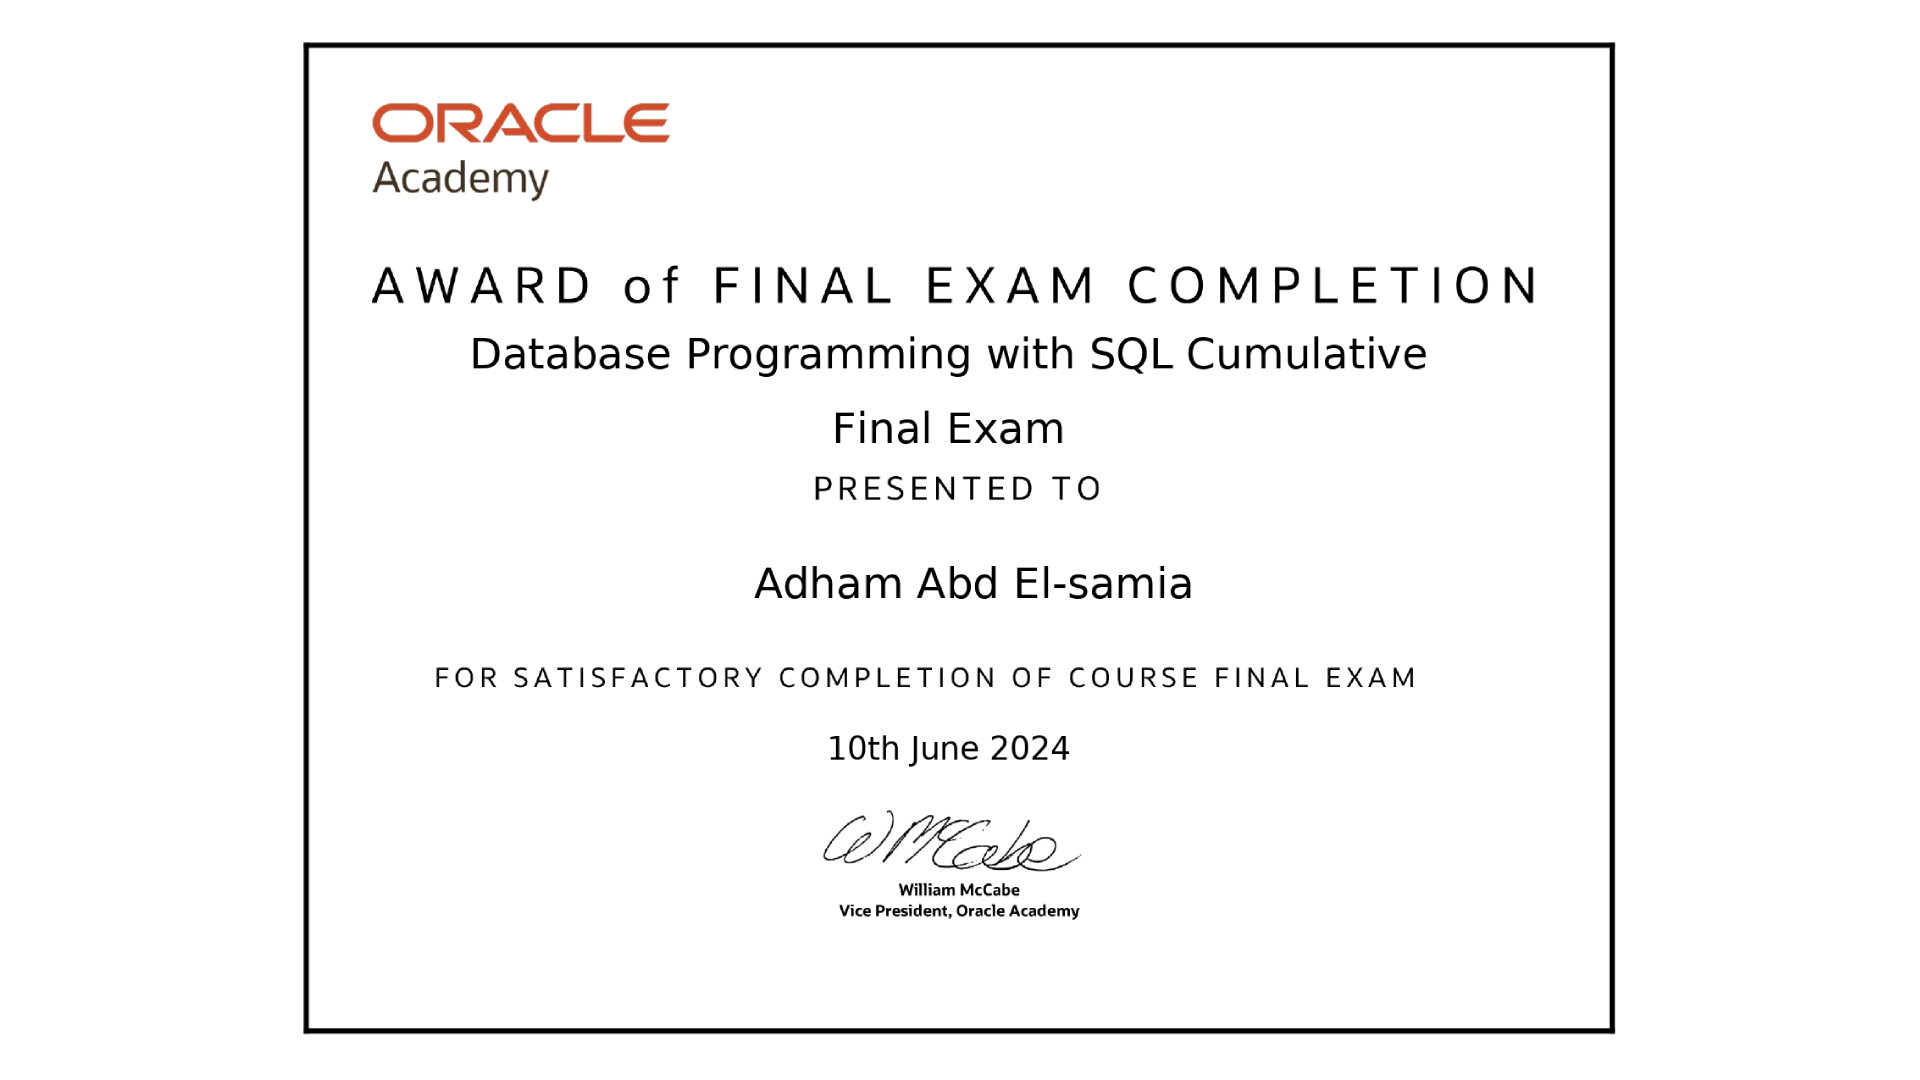 ORACLE
Academy
AWARD of FINAL EXAM COMPLETION
Database Programming with SQL Cumulative
Final Exam
PRESENTED TO
Adham Abd El-samia
FOR SATISFACTORY COMPLETION OF COURSE FINAL EXAM
10th June 2024
W McCabe
William McCabe
Vice President, Oracle Academy